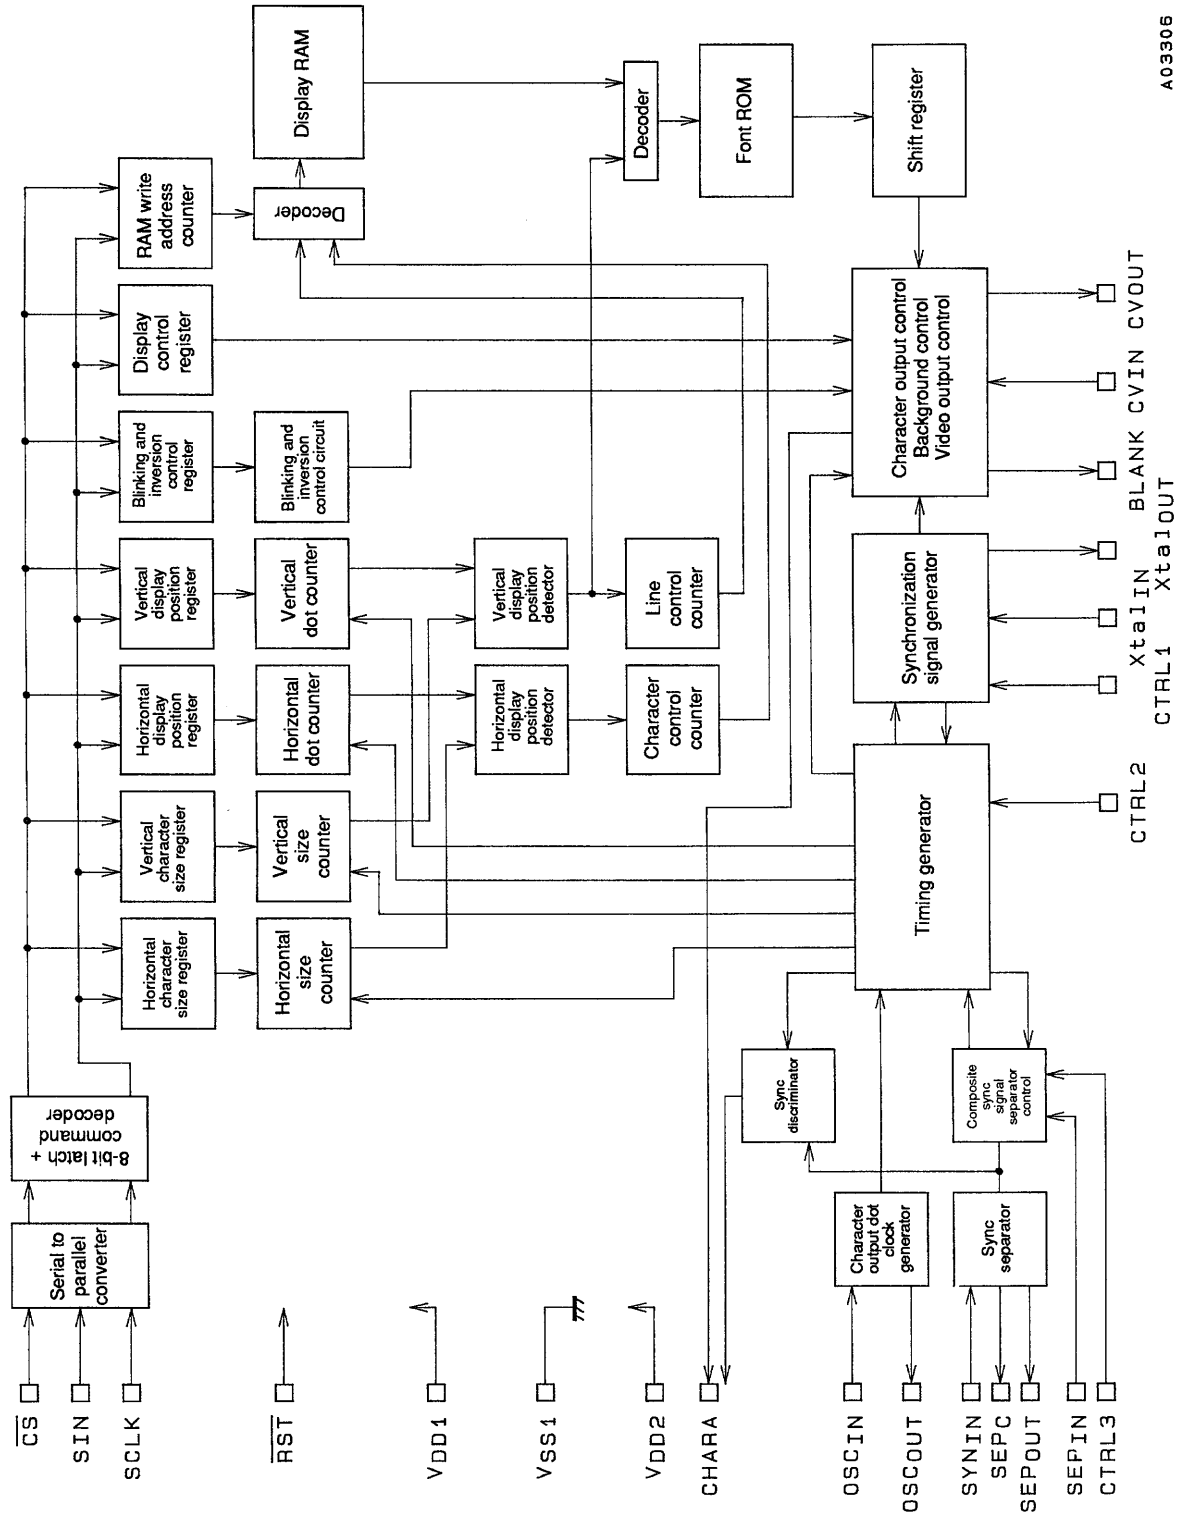 CS
SIN
SCLK
RST
VDD1
VSS1
VDD2
CHARA
OSCIN
OSCOUT
SYNIN
SEPC
SEPOUT
SEPIN
CTRL3
Serial to
parallel
converter
8-bit latch +
command
decoder
Horizontal
character
size register
Vertical
character
size register
Horizontal
display
position
register
Vertical
display
position
register
Blinking and
inversion
control
register
Display
control
register
RAM write
address
counter
Horizontal
size
counter
Vertical
size
counter
Horizontal
dot counter
Vertical
dot counter
Blinking and
inversion
control circuit
Decoder
Display RAM
Horizontal
display
position
detector
Vertical
display
position
detector
Character
control
counter
Line
control
counter
Decoder
Font ROM
Shift register
Sync
discriminator
Character
output dot
clock
generator
Sync
separator
Composite
sync
signal
separator
control
Timing generator
Synchronization
signal generator
Character output control
Background control
Video output control
CTRL2
CTRL1
XtalIN
XtalOUT
BLANK
CVIN
CVOUT
A03306